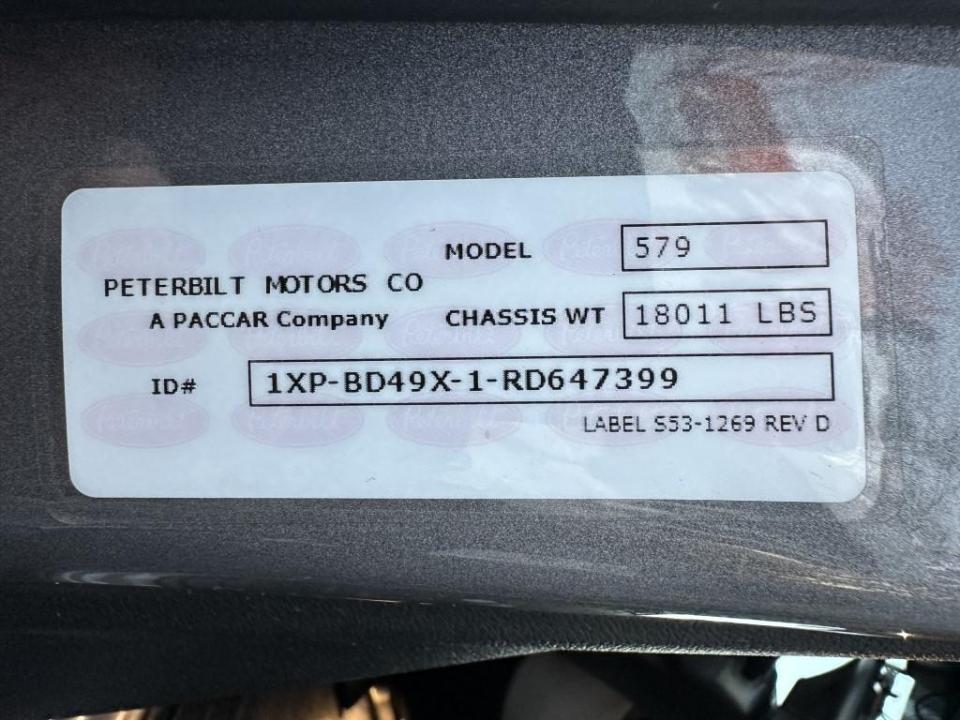 MODEL 579
PETERBILT MOTORS CO
A PACCAR Company
CHASSIS WT 18011 LBS
ID# 1XP-BD49X-1-RD647399
LABEL S53-1269 REV D